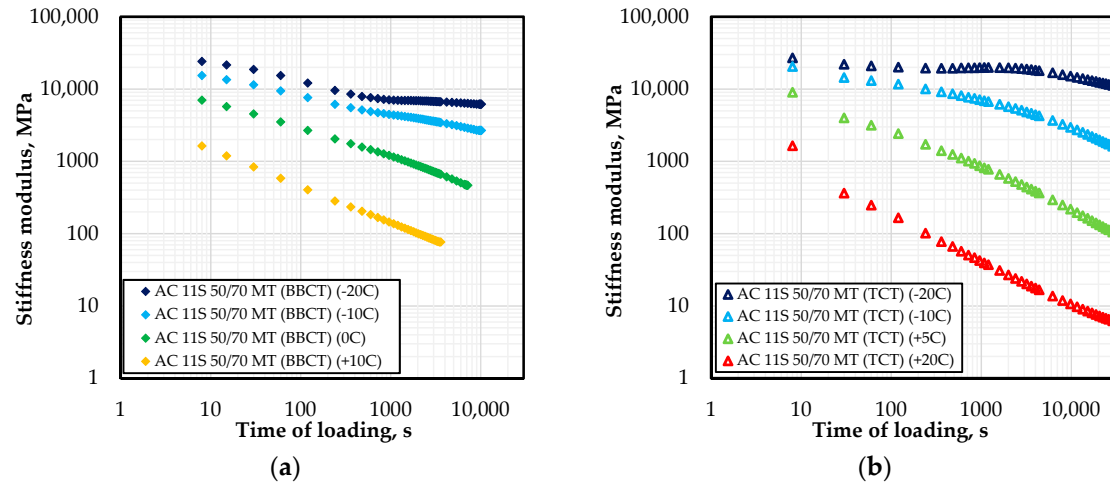 100,000
10,000
1000
100
10
1
Stiffness modulus, MPa
AC 11S 50/70 MT (BBCT) (-20C)
AC 11S 50/70 MT (BBCT) (-10C)
AC 11S 50/70 MT (BBCT) (0C)
AC 11S 50/70 MT (BBCT) (+10C)
1 10 100 1000 10,000
Time of loading, s
(a)
100,000
10,000
1000
100
10
1
Stiffness modulus, MPa
AC 11S 50/70 MT (TCT) (-20C)
AC 11S 50/70 MT (TCT) (-10C)
AC 11S 50/70 MT (TCT) (+5C)
AC 11S 50/70 MT (TCT) (+20C)
1 10 100 1000 10,000
Time of loading, s
(b)